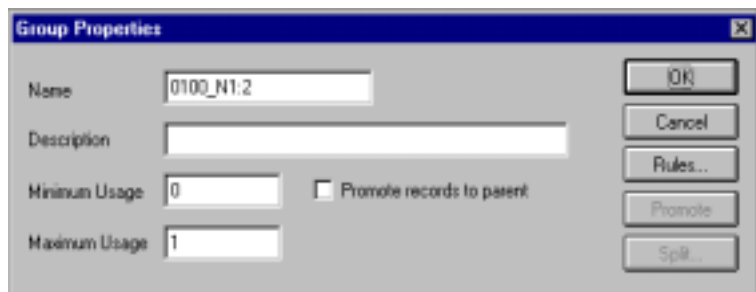 Group Properties
Name
0100_N1:2
OK
Description
Cancel
Rules...
Minimum Usage
0
Promote records to parent
Promote
Maximum Usage
1
Split...